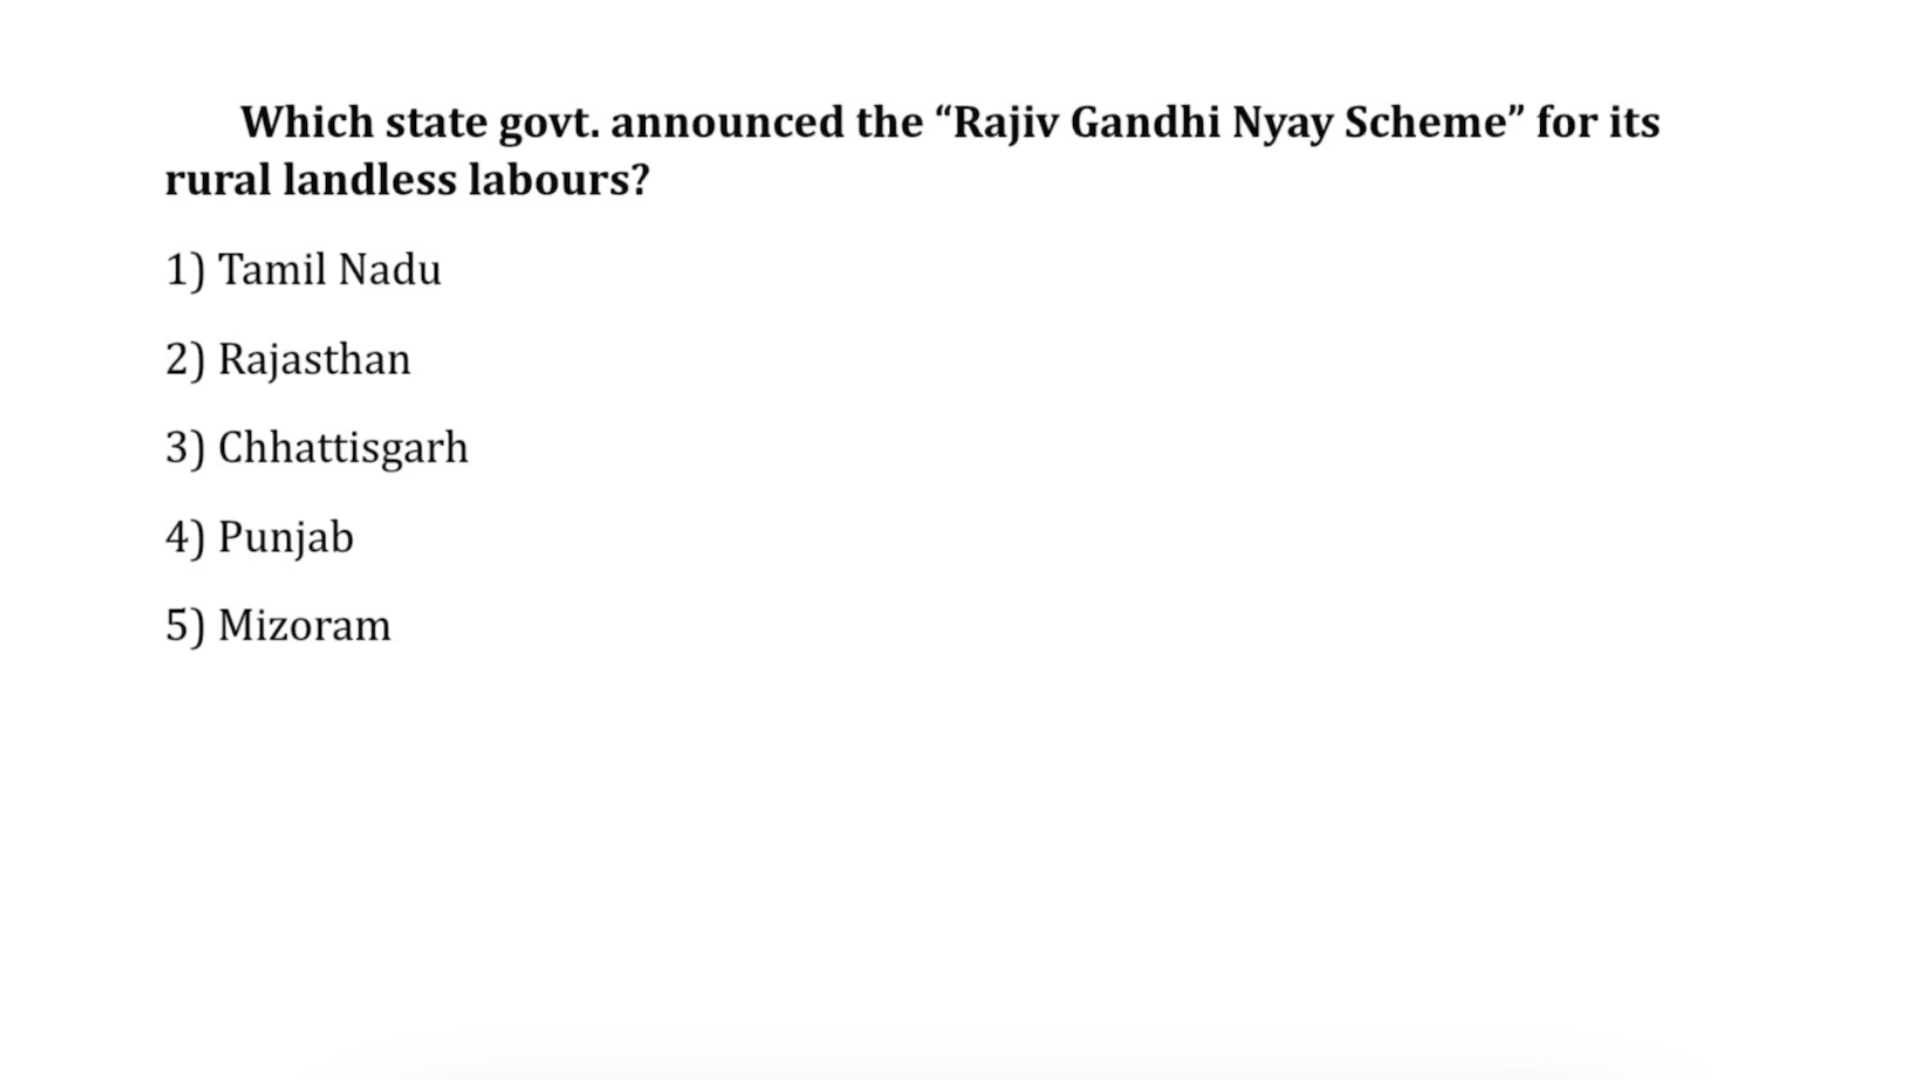 Which state govt. announced the “Rajiv Gandhi Nyay Scheme” for its
rural landless labours?
1) Tamil Nadu
2) Rajasthan
3) Chhattisgarh
4) Punjab
5) Mizoram